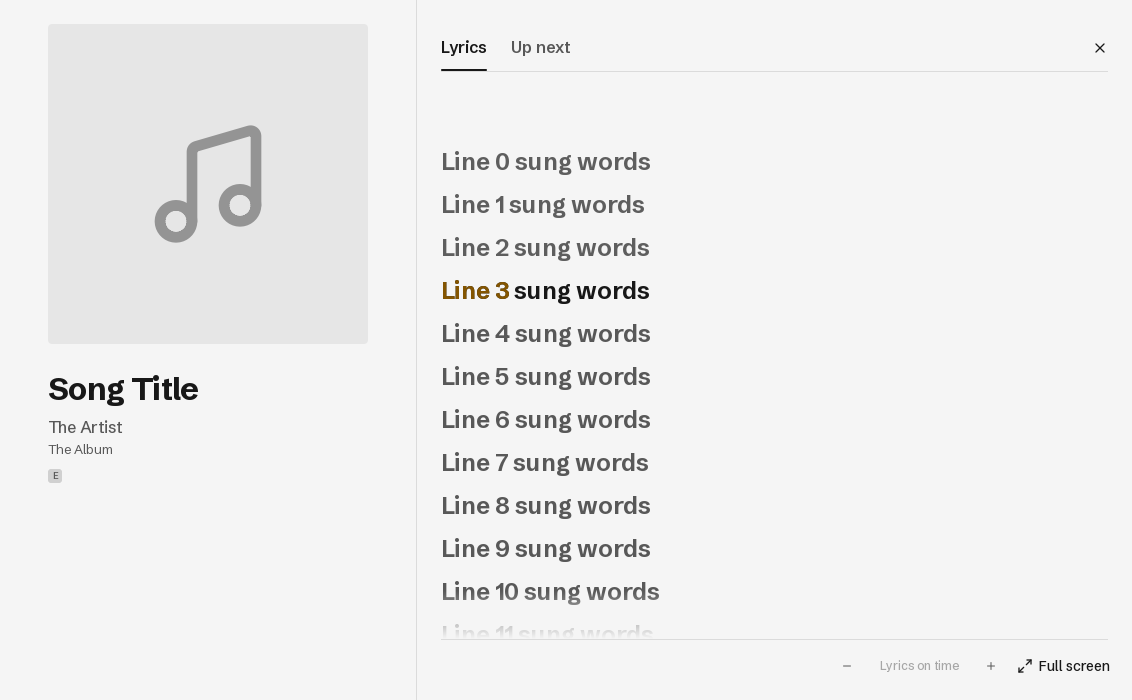 Song Title
The Artist
The Album
E
Lyrics
Up next
Line 0 sung words
Line 1 sung words
Line 2 sung words
Line 3 sung words
Line 4 sung words
Line 5 sung words
Line 6 sung words
Line 7 sung words
Line 8 sung words
Line 9 sung words
Line 10 sung words
Line 11 sung words
Lyrics on time
Full screen